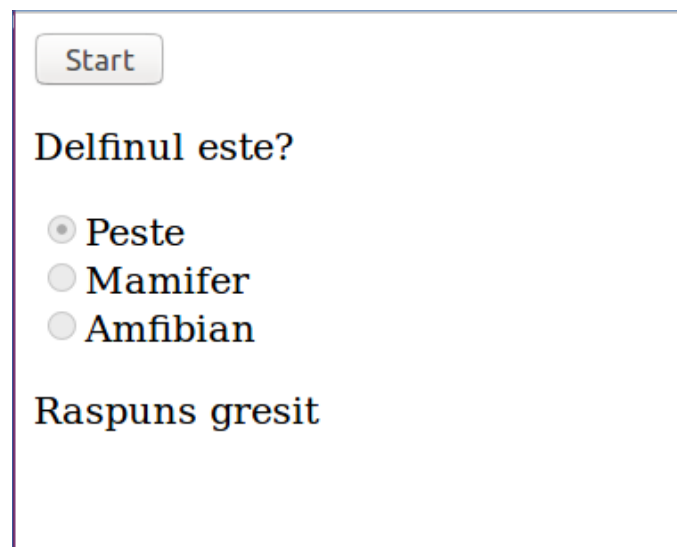 Start
Delfinul este?
Peste
Mamifer
Amfibian
Raspuns gresit